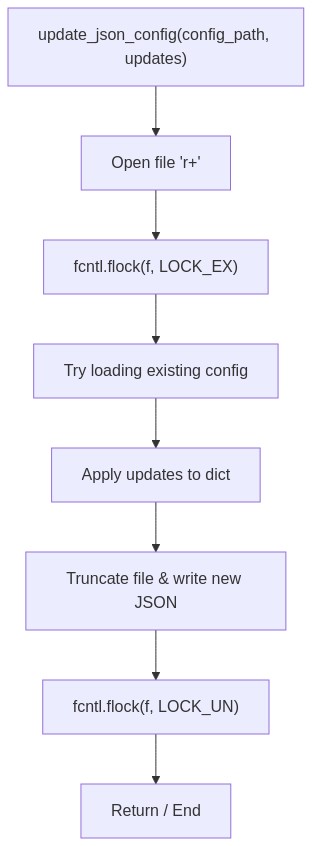 update_json_config(config_path,
updates)
Open file 'r+'
fcntl.flock(f, LOCK_EX)
Try loading existing config
Apply updates to dict
Truncate file & write new
JSON
fcntl.flock(f, LOCK_UN)
Return / End